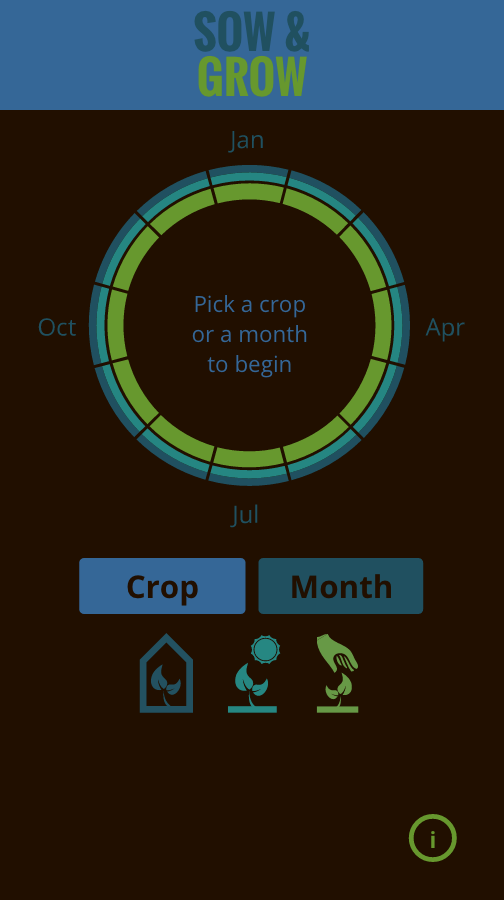 SOW &
GROW
Jan
Oct
Pick a crop
or a month
to begin
Apr
Jul
Crop
Month
i